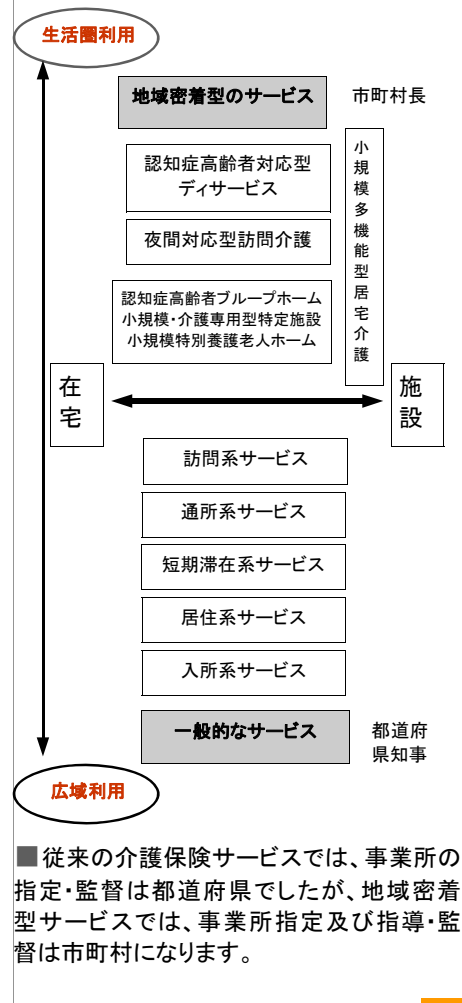 生活圏利用
地域密着型のサービス
市町村長
認知症高齢者対応型
ディサービス
夜間対応型訪問介護
認知症高齢者ブループホーム
小規模・介護専用型特定施設
小規模特別養護老人ホーム
小規模多機能型居宅介護
在宅
施設
訪問系サービス
通所系サービス
短期滞在系サービス
居住系サービス
入所系サービス
一般的なサービス
都道府
県知事
広域利用
■従来の介護保険サービスでは、事業所の
指定・監督は都道府県でしたが、地域密着
型サービスでは、事業所指定及び指導・監
督は市町村になります。